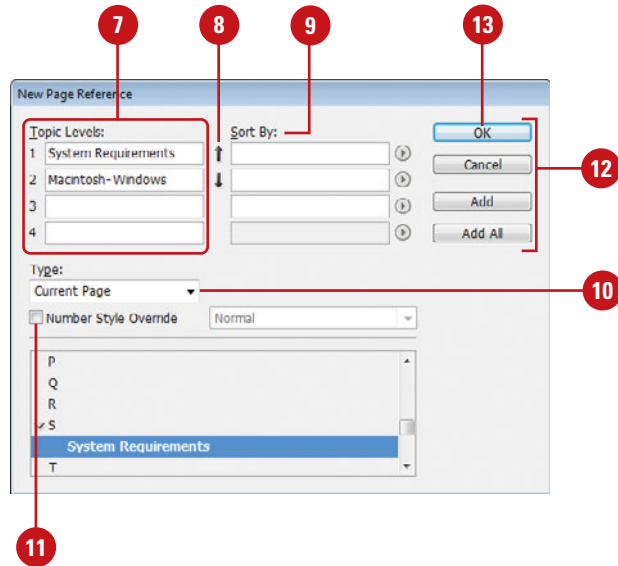 7 8 9 13
New Page Reference
Topic Levels: Sort By: OK
1 System Requirements
Cancel
2 Macintosh-Windows
12
3 Add
4 Add All
Type:
Current Page 10
Number Style Override Normal
P
Q
R
S
System Requirements
T
11